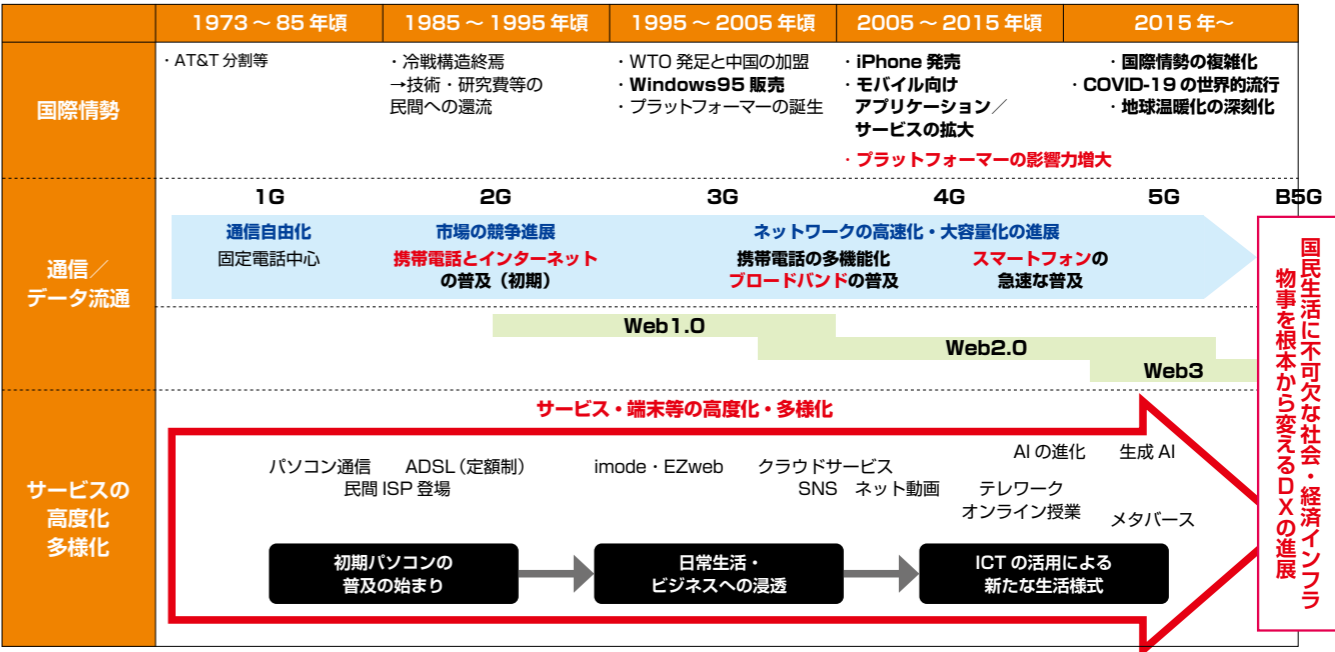 1973～85年頃
1985～1995年頃
1995～2005年頃
2005～2015年頃
2015年～
国際情勢
・AT&T分割等
・冷戦構造終焉
→技術・研究費等の
民間への還流
・WTO発足と中国の加盟
・Windows95販売
・プラットフォーマーの誕生
・iPhone発売
・モバイル向け
アプリケーション／
サービスの拡大
・プラットフォーマーの影響力増大
・国際情勢の複雑化
・COVID-19の世界的流行
・地球温暖化の深刻化
通信／
データ流通
1G
2G
3G
4G
5G
B5G
通信自由化
固定電話中心
市場の競争進展
携帯電話とインターネット
の普及（初期）
ネットワークの高速化・大容量化の進展
携帯電話の多機能化
ブロードバンドの普及
スマートフォンの
急速な普及
Web1.0
Web2.0
Web3
サービスの
高度化
多様化
サービス・端末等の高度化・多様化
パソコン通信
ADSL（定額制）
民間ISP登場
imode・EZweb
クラウドサービス
SNS ネット動画
AIの進化
生成AI
テレワーク
オンライン授業
メタバース
初期パソコンの
普及の始まり
日常生活・
ビジネスへの浸透
ICTの活用による
新たな生活様式
国民生活に不可欠な社会・経済インフラ
物事を根本から変えるDXの進展